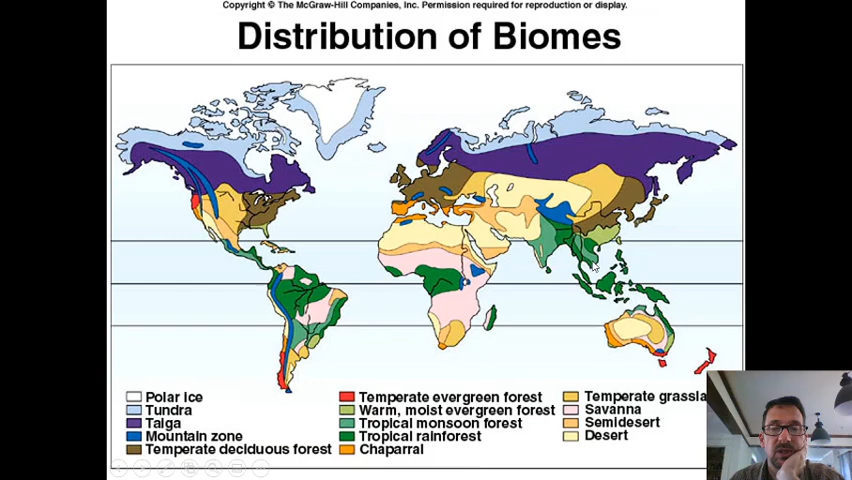 Copyright © The McGraw-Hill Companies, Inc. Permission required for reproduction or display.
Distribution of Biomes
Polar ice
Tundra
Taiga
Mountain zone
Temperate deciduous forest
Temperate evergreen forest
Warm, moist evergreen forest
Tropical monsoon forest
Tropical rainforest
Chaparral
Temperate grassla
Savanna
Semidesert
Desert